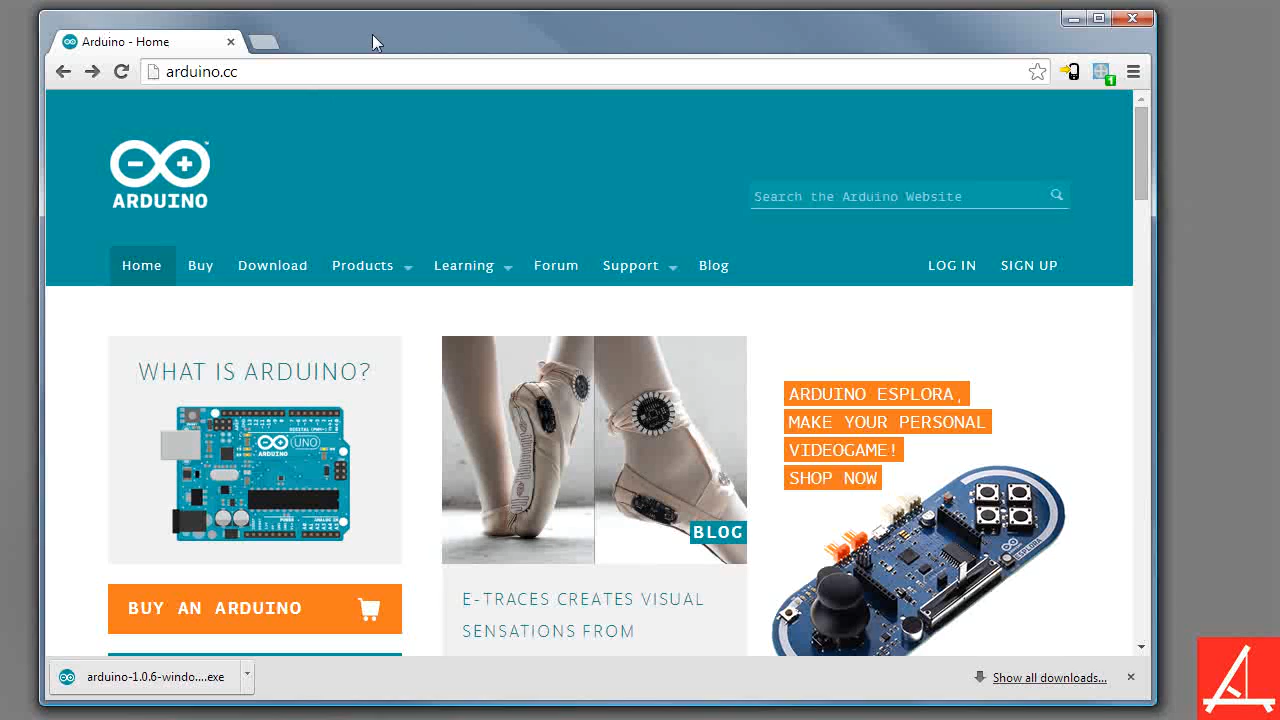 Arduino - Home
arduino.cc
ARDUINO
Search the Arduino Website
Home Buy Download Products Learning Forum Support Blog LOG IN SIGN UP
WHAT IS ARDUINO?
ARDUINO
UNO
BUY AN ARDUINO
BLOG
E-TRACES CREATES VISUAL
SENSATIONS FROM
ARDUINO ESPLORA,
MAKE YOUR PERSONAL
VIDEOGAME!
SHOP NOW
ESPLORA
arduino-1.0.6-windo....exe
Show all downloads...
1